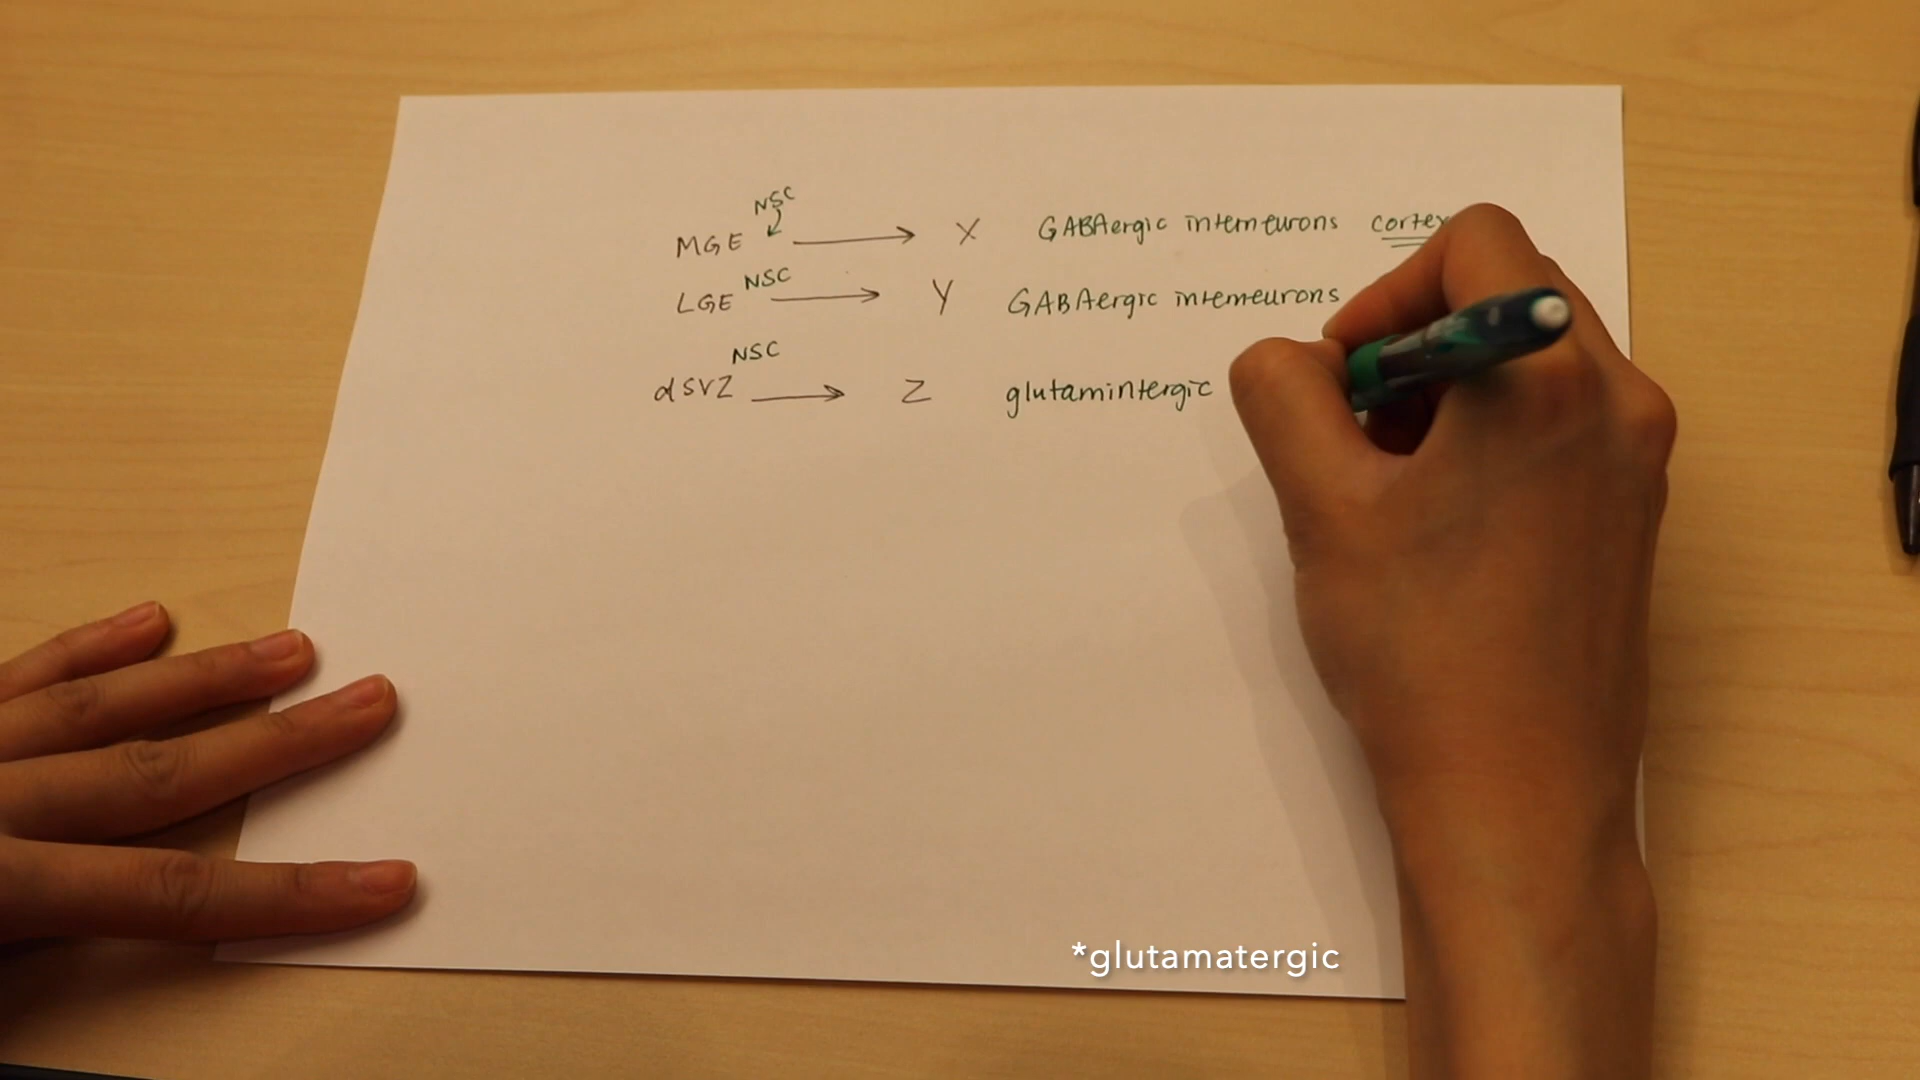 NSC
MGE → X GABAergic interneurons cortex
NSC
LGE → Y GABAergic interneurons
NSC
dSVZ → Z glutamintergic
*glutamatergic